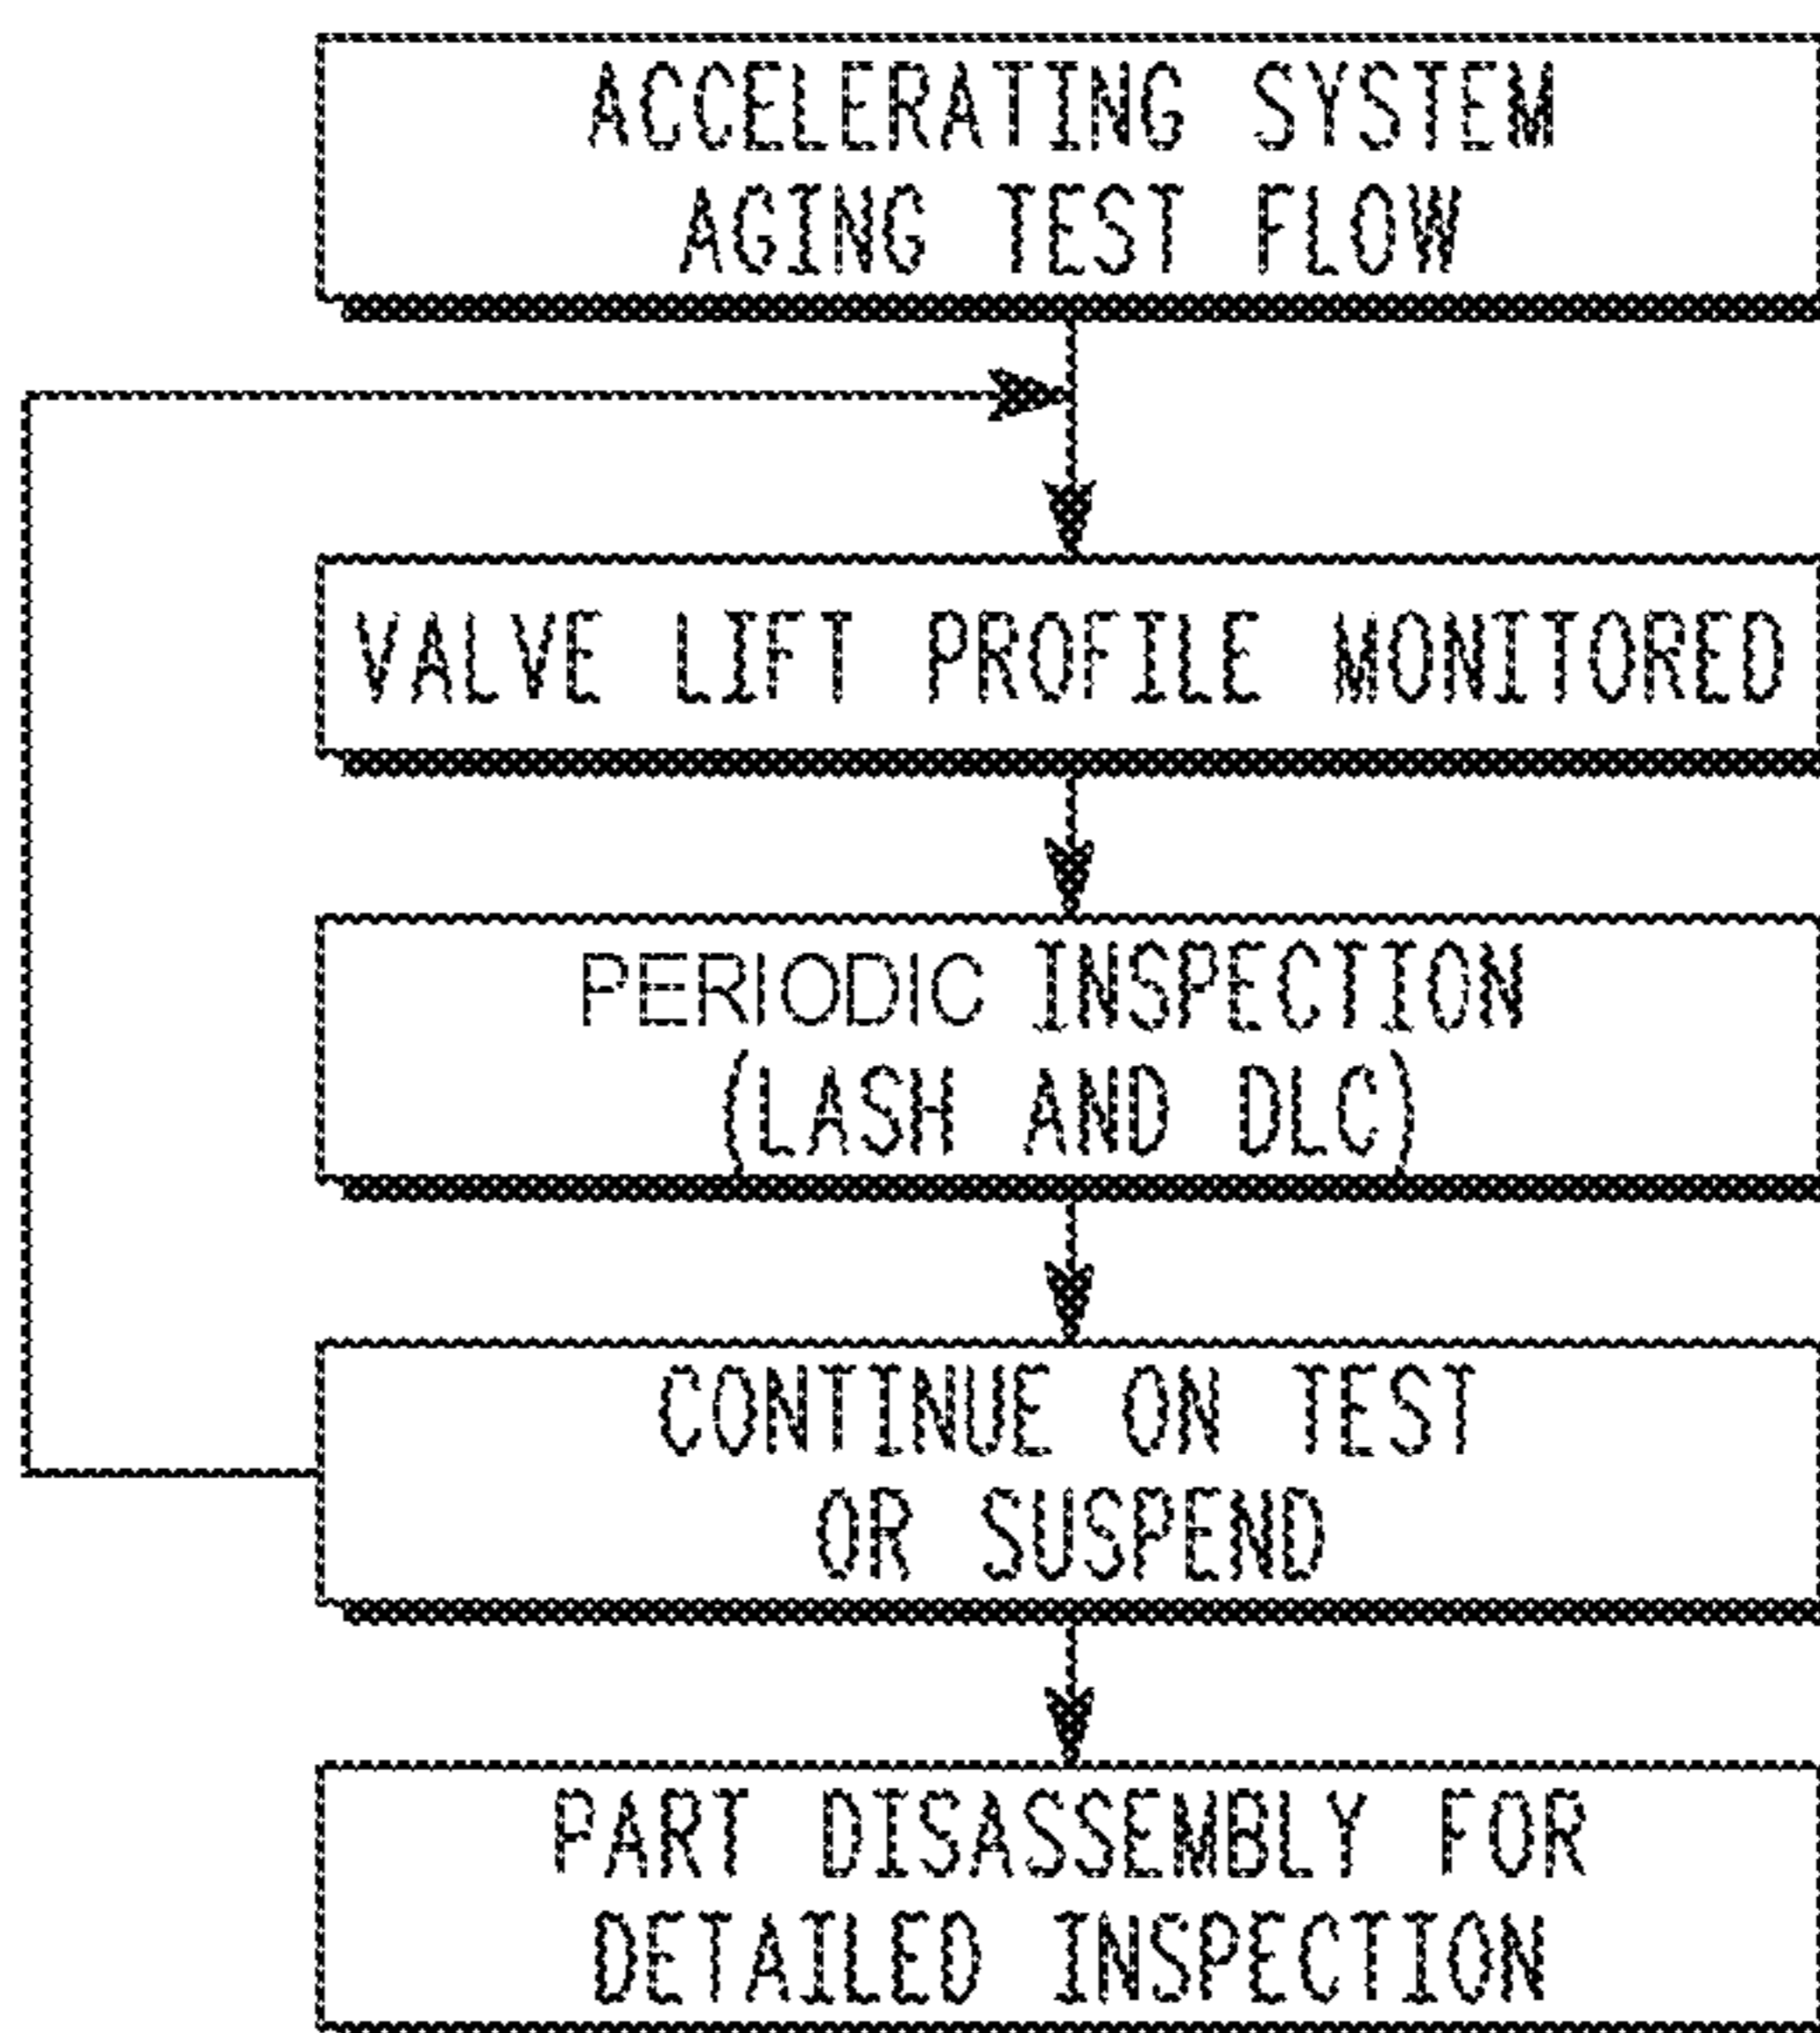 ACCELERATING SYSTEM
AGING TEST FLOW
VALVE LIFT PROFILE MONITORED
PERIODIC INSPECTION
(LASH AND DLC)
CONTINUE ON TEST
OR SUSPEND
PART DISASSEMBLY FOR
DETAILED INSPECTION